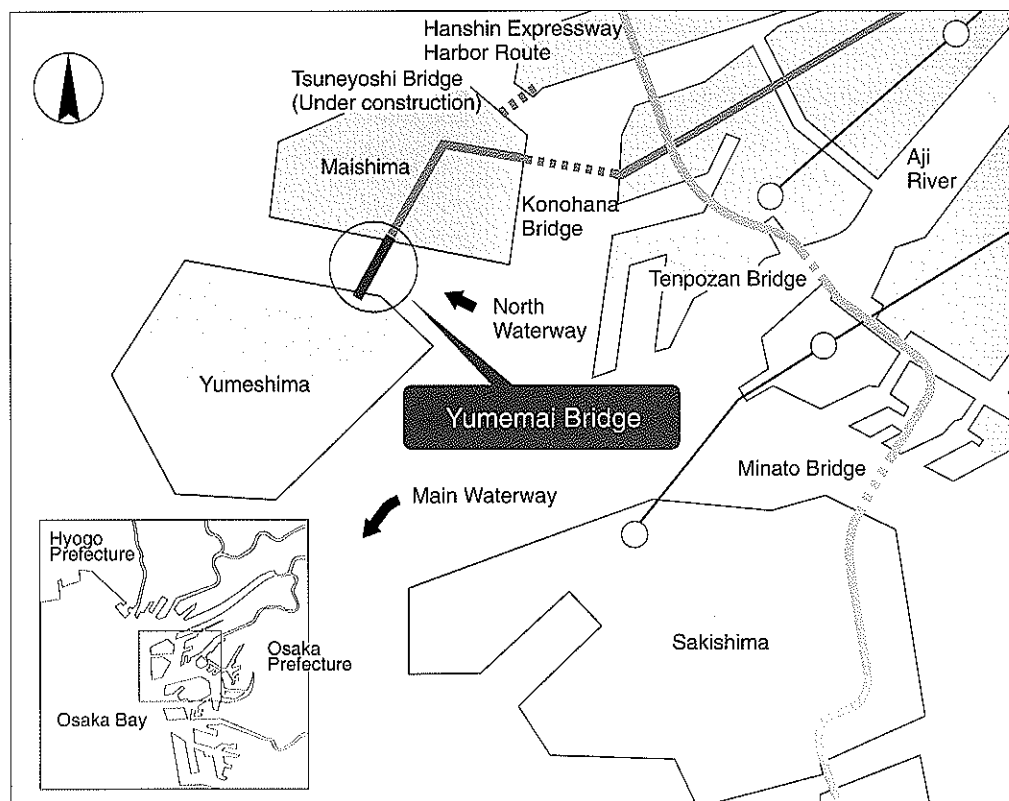 Hanshin Expressway
Harbor Route
Tsuneyoshi Bridge
(Under construction)
Maishima
Aji
River
Konohana
Bridge
Tenpozan Bridge
North
Waterway
Yumeshima
Yumemai Bridge
Minato Bridge
Main Waterway
Hyogo
Prefecture
Osaka
Prefecture
Sakishima
Osaka Bay